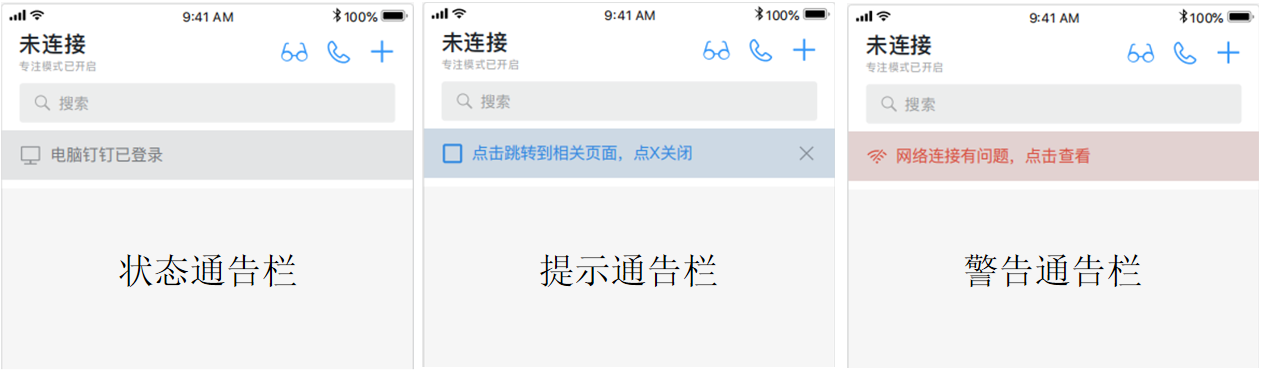 9:41 AM 100%
未连接
专注模式已开启
搜索
电脑钉钉已登录
状态通告栏
9:41 AM 100%
未连接
专注模式已开启
搜索
点击跳转到相关页面，点X关闭
提示通告栏
9:41 AM 100%
未连接
专注模式已开启
搜索
网络连接有问题，点击查看
警告通告栏